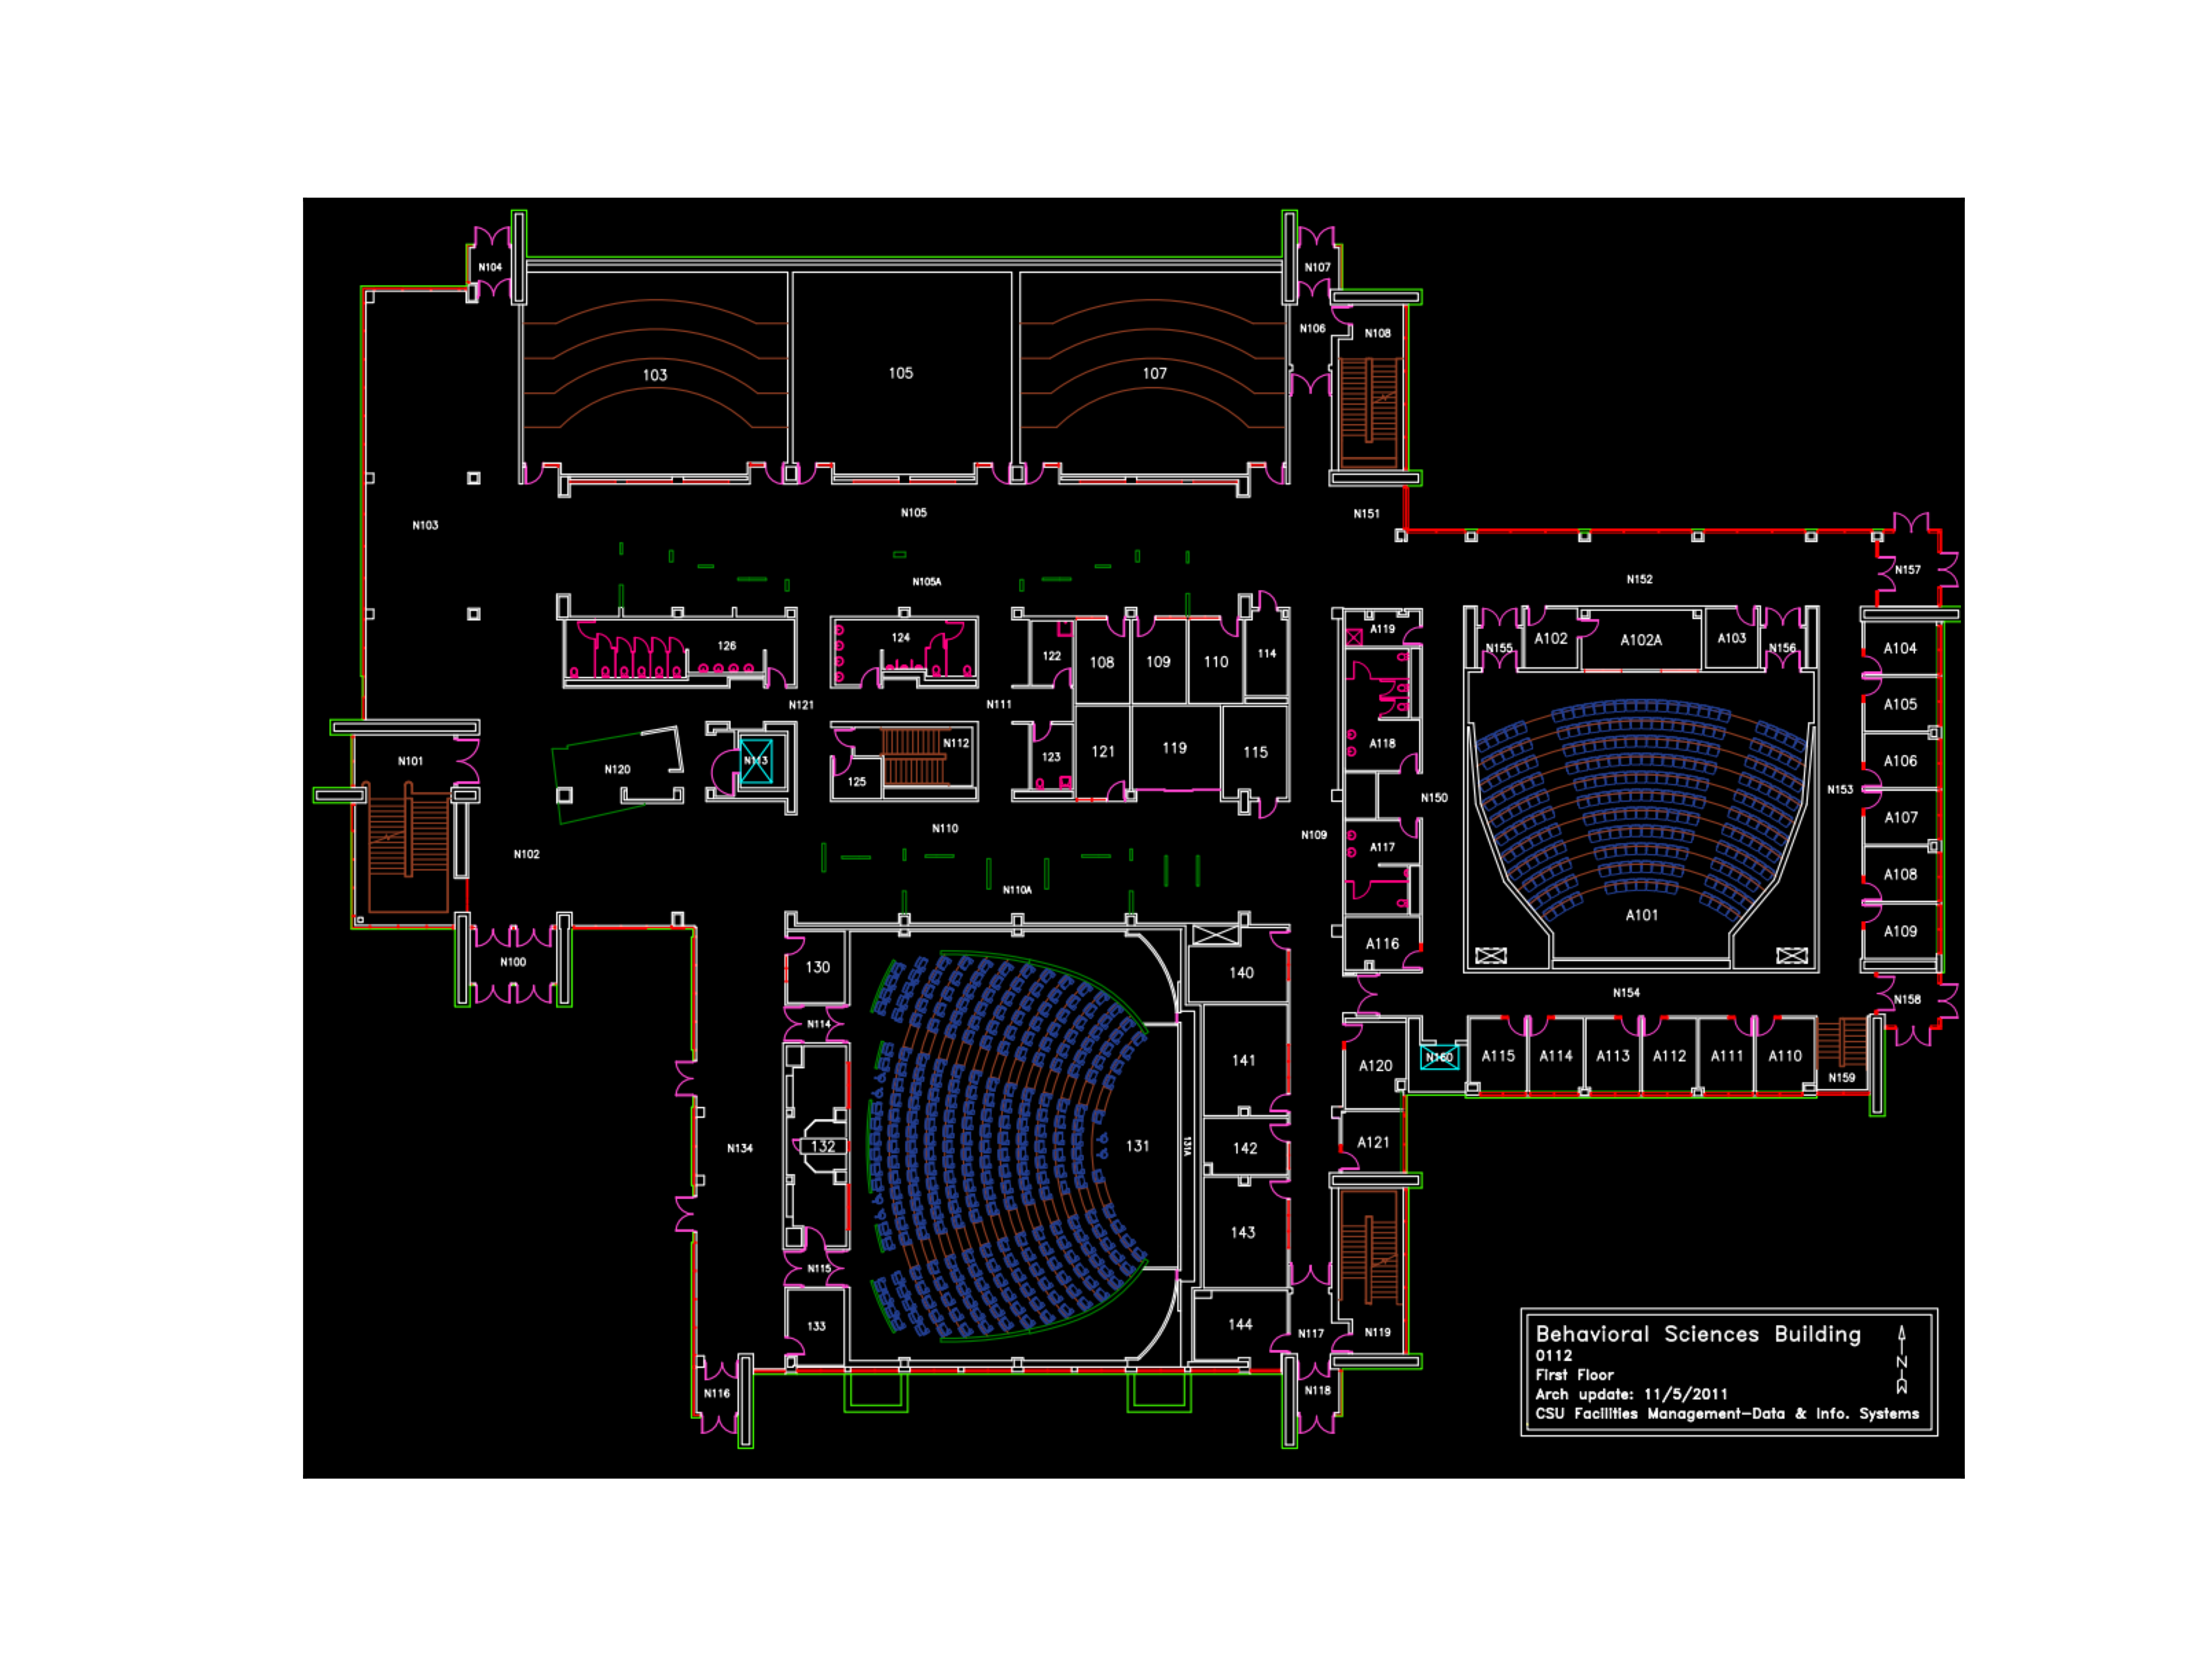 N104
N107
N106
N108
103
105
107
N105
N151
N103
N105A
N152
N157
126
124
122
108
109
110
114
A119
N155
A102
A102A
A103
N156
A104
N121
N111
A105
N101
N120
N113
125
N112
123
121
119
115
A118
A106
N150
N153
N102
N110
N109
A117
A107
N110A
A108
A101
A109
N100
130
140
A116
N154
N158
N114
141
A120
N160
A115
A114
A113
A112
A111
A110
N159
N134
132
131
131A
142
A121
143
N115
133
144
N117
N119
N116
N118
Behavioral Sciences Building
0112
First Floor
Arch update: 11/5/2011
CSU Facilities Management-Data & Info. Systems
N